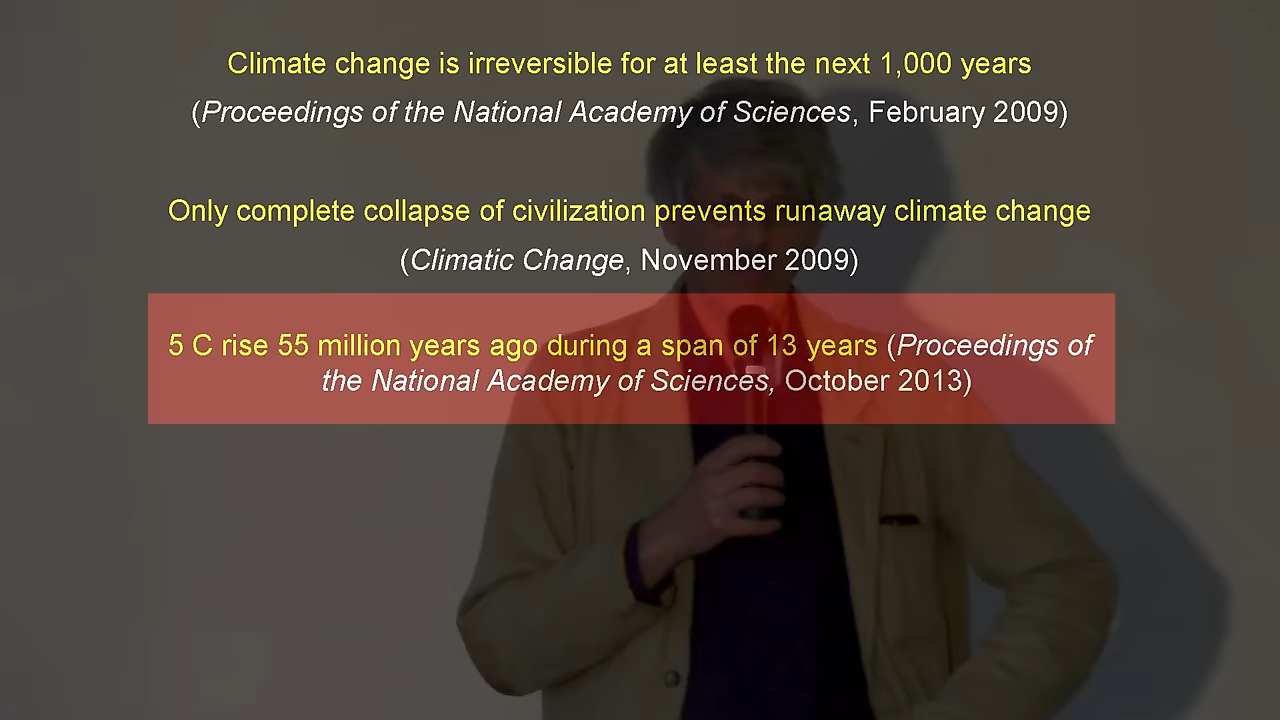 Climate change is irreversible for at least the next 1,000 years
(Proceedings of the National Academy of Sciences, February 2009)
Only complete collapse of civilization prevents runaway climate change
(Climatic Change, November 2009)
5 C rise 55 million years ago during a span of 13 years (Proceedings of
the National Academy of Sciences, October 2013)